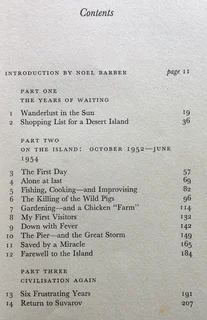 Contents
INTRODUCTION BY NOEL BARBER page 11
PART ONE
THE YEARS OF WAITING
1 Wanderlust in the Sun 19
2 Shopping List for a Desert Island 36
PART TWO
ON THE ISLAND: OCTOBER 1952—JUNE
1954
3 The First Day 57
4 Alone at last 69
5 Fishing, Cooking—and Improvising 82
6 The Killing of the Wild Pigs 96
7 Gardening—and a Chicken "Farm" 114
8 My First Visitors 132
9 Down with Fever 142
10 The Pier—and the Great Storm 149
11 Saved by a Miracle 165
12 Farewell to the Island 184
PART THREE
CIVILISATION AGAIN
13 Six Frustrating Years 191
14 Return to Suvarov 207